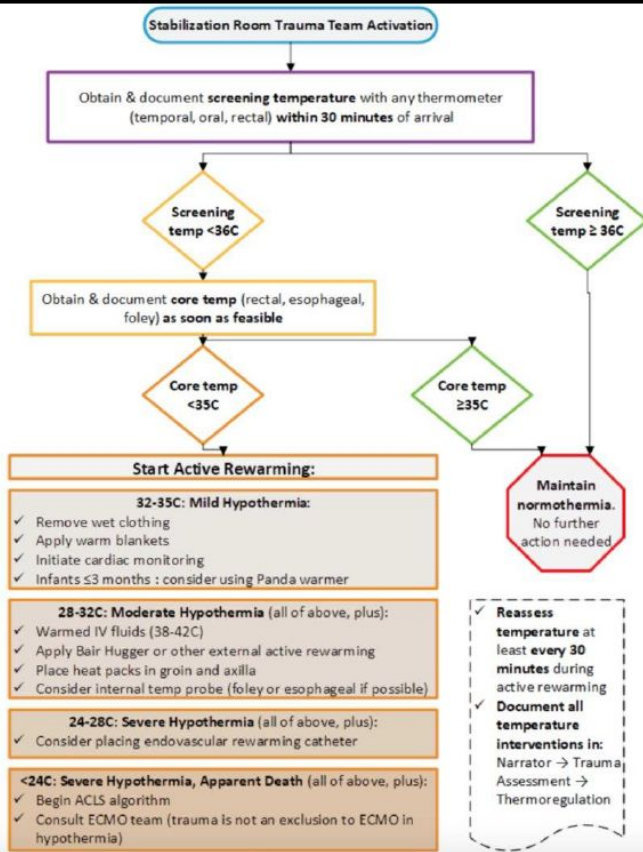 Stabilization Room Trauma Team Activation
Obtain & document screening temperature with any thermometer
(temporal, oral, rectal) within 30 minutes of arrival
Screening
temp <36C
Screening
temp ≥ 36C
Obtain & document core temp (rectal, esophageal,
foley) as soon as feasible
Core temp
<35C
Core temp
≥35C
Start Active Rewarming:
32-35C: Mild Hypothermia:
✓ Remove wet clothing
✓ Apply warm blankets
✓ Initiate cardiac monitoring
✓ Infants ≤3 months : consider using Panda warmer
28-32C: Moderate Hypothermia (all of above, plus):
✓ Warmed IV fluids (38-42C)
✓ Apply Bair Hugger or other external active rewarming
✓ Place heat packs in groin and axilla
✓ Consider internal temp probe (foley or esophageal if possible)
24-28C: Severe Hypothermia (all of above, plus):
✓ Consider placing endovascular rewarming catheter
<24C: Severe Hypothermia, Apparent Death (all of above, plus):
✓ Begin ACLS algorithm
✓ Consult ECMO team (trauma is not an exclusion to ECMO in
hypothermia)
Maintain
normothermia.
No further
action needed
✓ Reassess
temperature at
least every 30
minutes during
active rewarming
✓ Document all
temperature
interventions in:
Narrator → Trauma
Assessment →
Thermoregulation